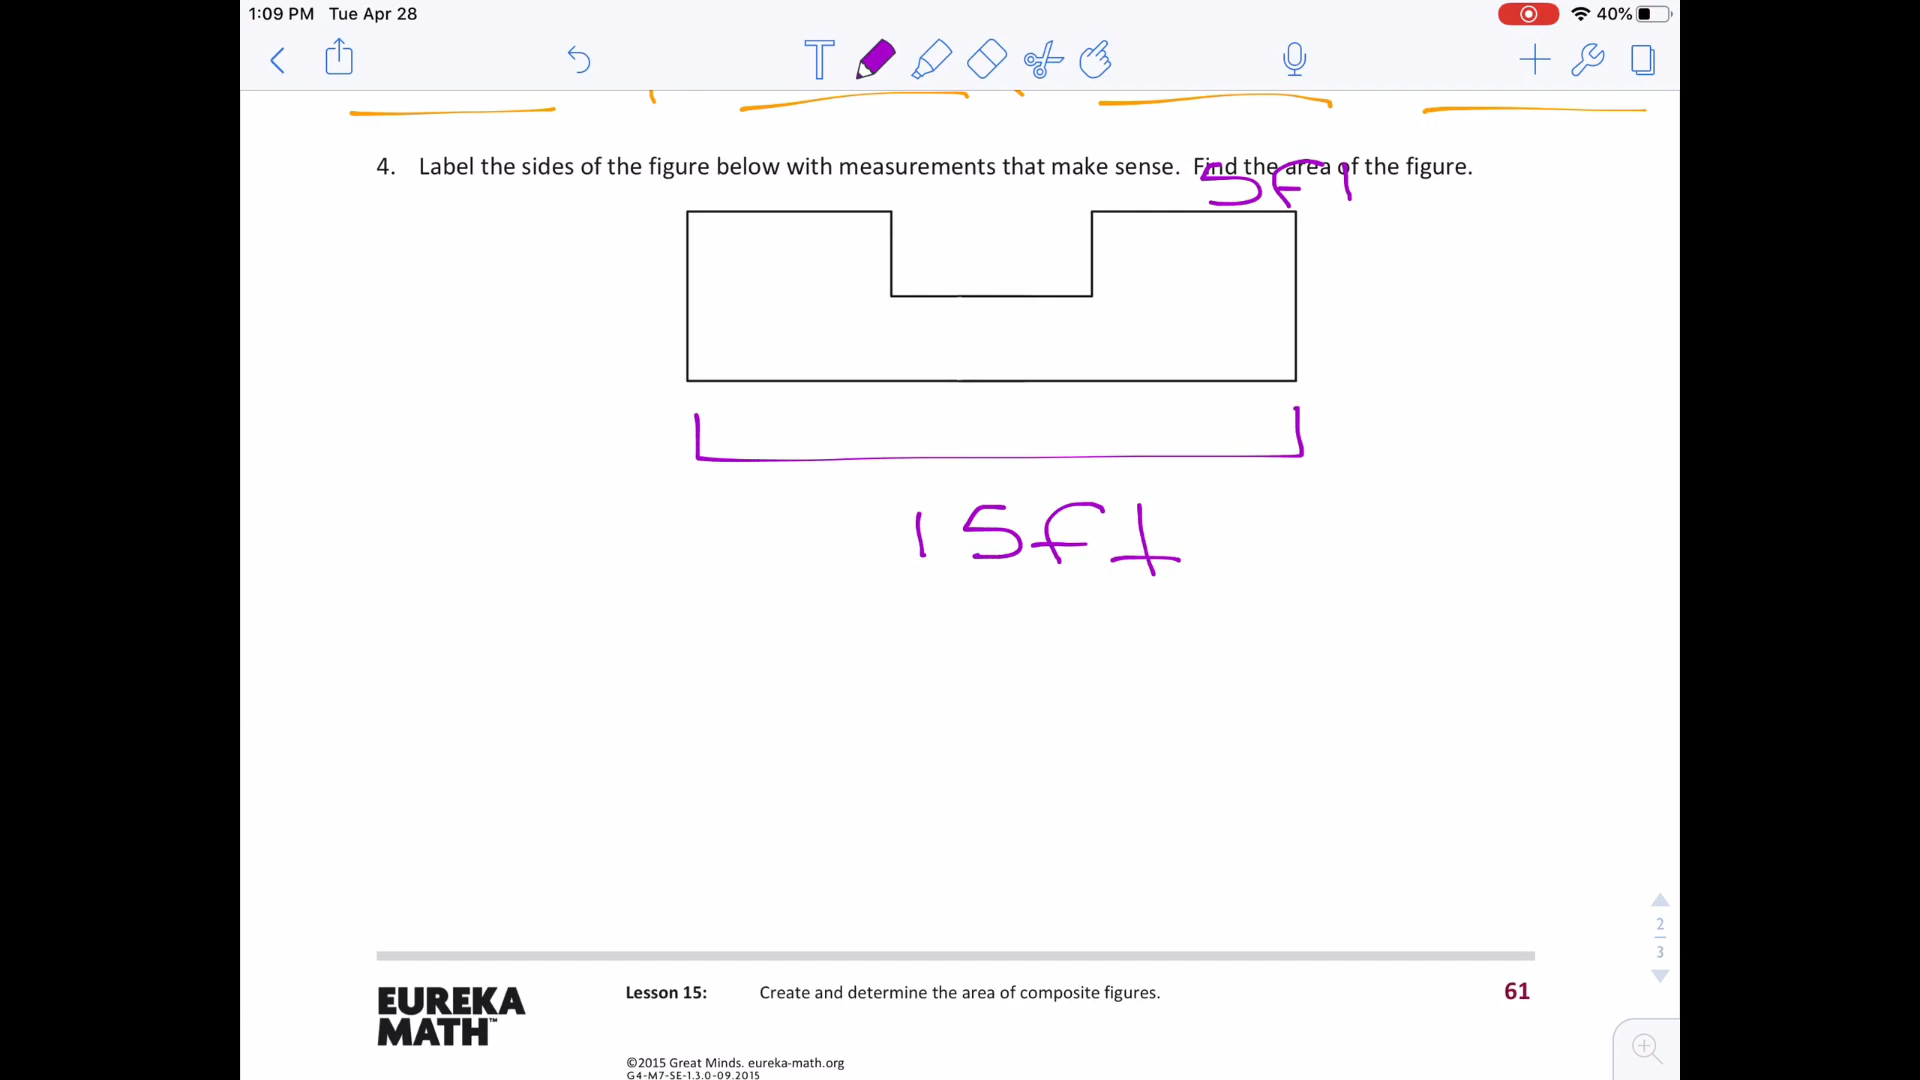 1:09 PM Tue Apr 28
40%
4. Label the sides of the figure below with measurements that make sense. Find the area of the figure.
5f
15ft
2
3
EUREKA
MATH™
Lesson 15: Create and determine the area of composite figures.
61
©2015 Great Minds. eureka-math.org
G4-M7-SE-1.3.0-09.2015